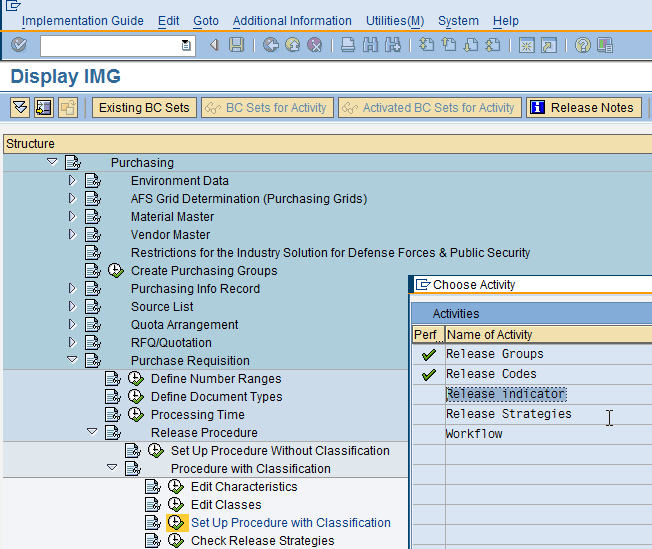 Implementation Guide Edit Goto Additional Information Utilities(M) System Help
Display IMG
Existing BC Sets BC Sets for Activity Activated BC Sets for Activity Release Notes
Structure
Purchasing
Environment Data
AFS Grid Determination (Purchasing Grids)
Material Master
Vendor Master
Restrictions for the Industry Solution for Defense Forces & Public Security
Create Purchasing Groups
Purchasing Info Record
Source List
Quota Arrangement
RFQ/Quotation
Purchase Requisition
Define Number Ranges
Define Document Types
Processing Time
Release Procedure
Set Up Procedure Without Classification
Procedure with Classification
Edit Characteristics
Edit Classes
Set Up Procedure with Classification
Check Release Strategies
Choose Activity
Activities
Perf.. Name of Activity
Release Groups
Release Codes
Release indicator
Release Strategies
Workflow